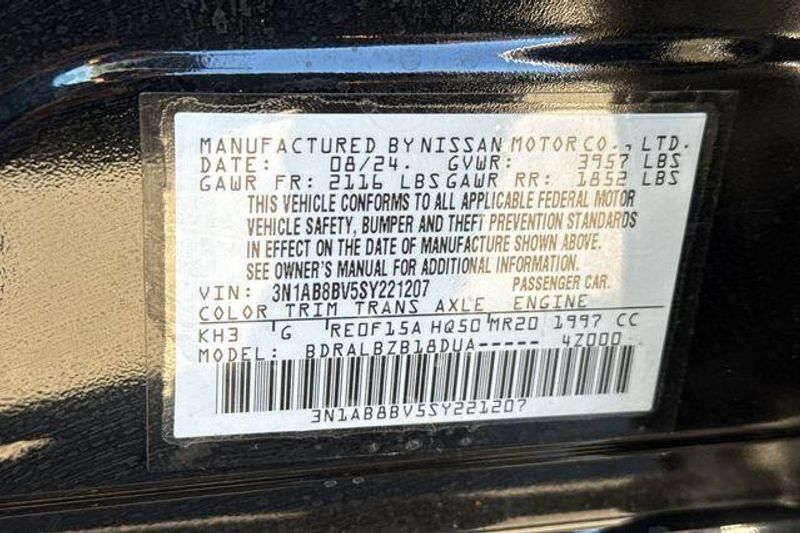 MANUFACTURED BY NISSAN MOTOR CO., LTD.
DATE: 08/24. GVWR: 3957 LBS
GAWR FR: 2116 LBS GAWR RR: 1852 LBS
THIS VEHICLE CONFORMS TO ALL APPLICABLE FEDERAL MOTOR
VEHICLE SAFETY, BUMPER AND THEFT PREVENTION STANDARDS
IN EFFECT ON THE DATE OF MANUFACTURE SHOWN ABOVE.
SEE OWNER'S MANUAL FOR ADDITIONAL INFORMATION.
VIN: 3N1AB8BV5SY221207 PASSENGER CAR.
COLOR TRIM TRANS AXLE ENGINE
KH3 G RE0F15A HQ50 MR20 1997 CC
MODEL: BDRALBZB18DUA----- 4Z000
3N1AB8BV5SY221207